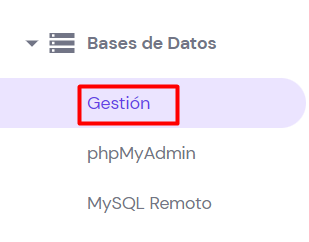 Bases de Datos
Gestión
phpMyAdmin
MySQL Remoto